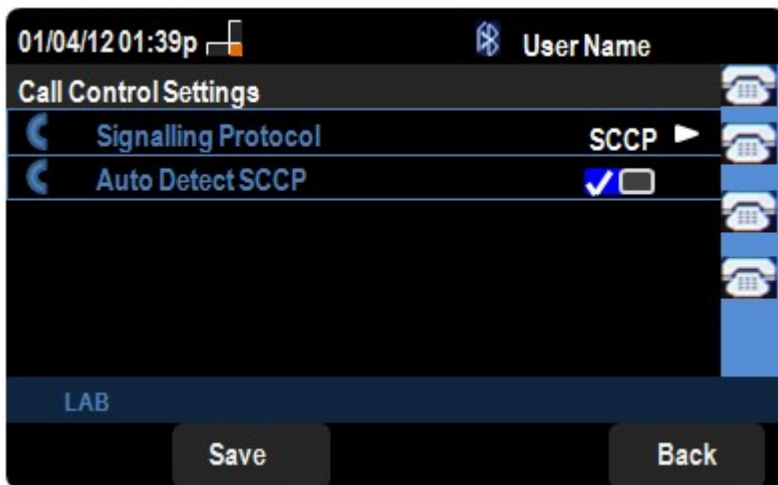 01/04/12 01:39p User Name
Call Control Settings
Signalling Protocol SCCP
Auto Detect SCCP
LAB
Save Back